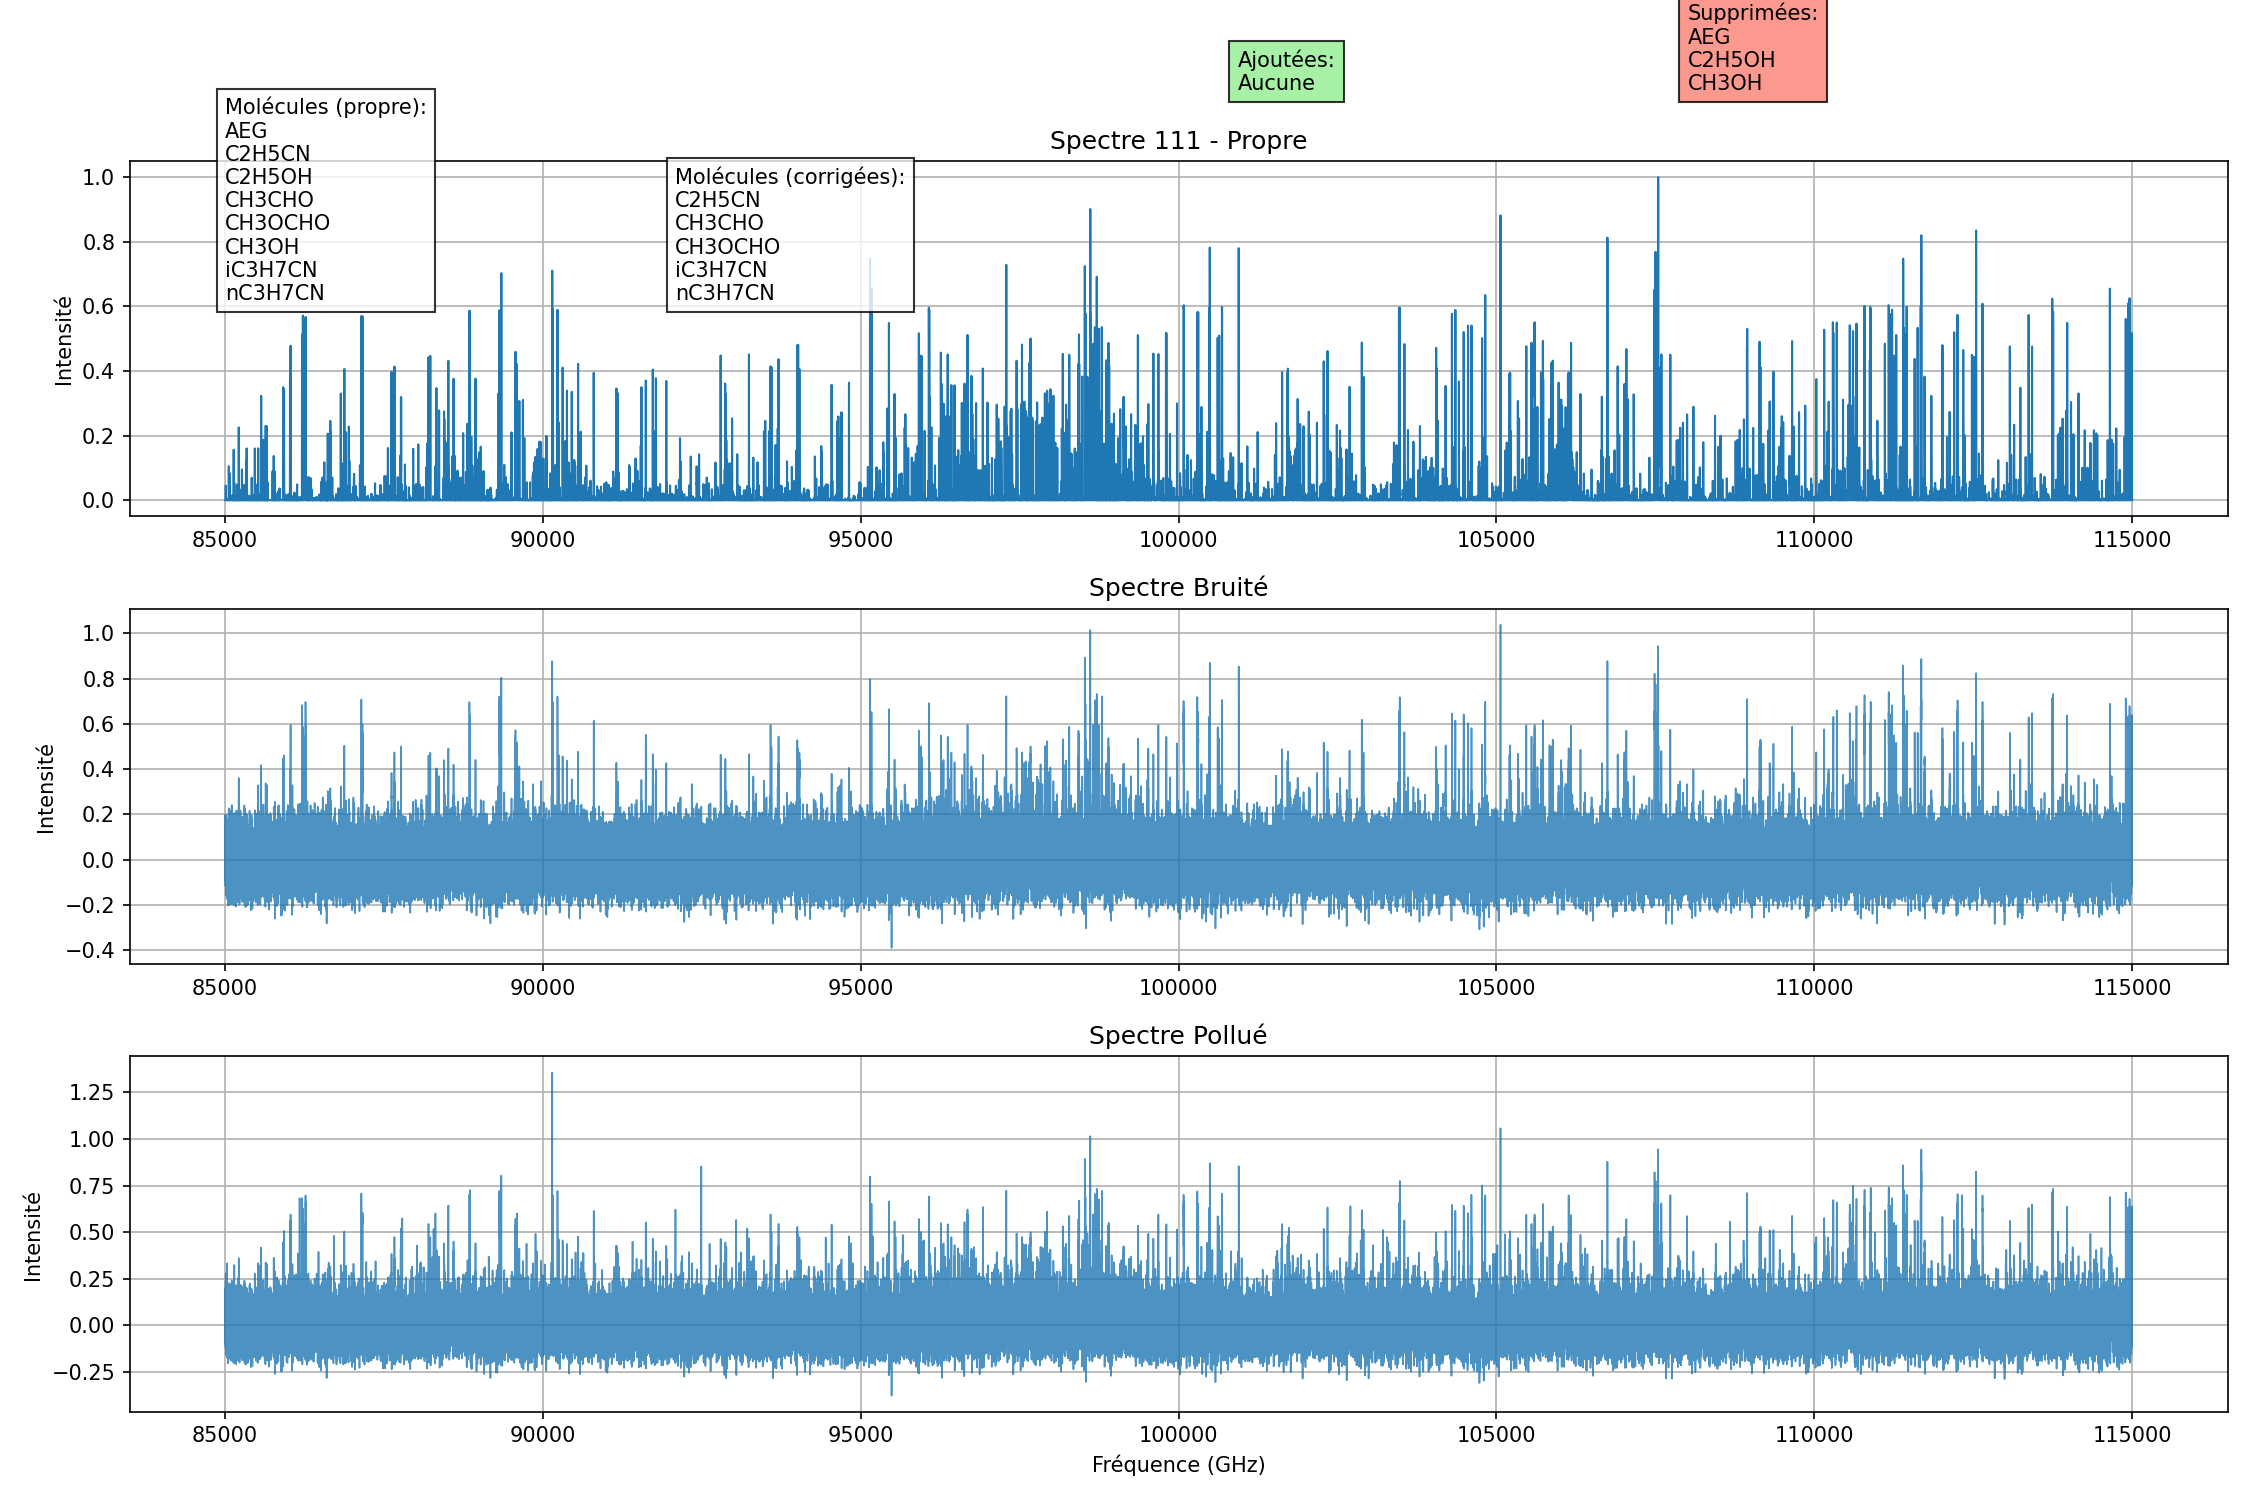 Supprimées:
AEG
C2H5OH
CH3OH
Ajoutées:
Aucune
Molécules (propre):
AEG
C2H5CN
C2H5OH
CH3CHO
CH3OCHO
CH3OH
iC3H7CN
nC3H7CN
Molécules (corrigées):
C2H5CN
CH3CHO
CH3OCHO
iC3H7CN
nC3H7CN
Spectre 111 - Propre
Intensité
1.0
0.8
0.6
0.4
0.2
0.0
85000 90000 95000 100000 105000 110000 115000
Spectre Bruité
Intensité
1.0
0.8
0.6
0.4
0.2
0.0
−0.2
−0.4
85000 90000 95000 100000 105000 110000 115000
Spectre Pollué
Intensité
1.25
1.00
0.75
0.50
0.25
0.00
−0.25
85000 90000 95000 100000 105000 110000 115000
Fréquence (GHz)